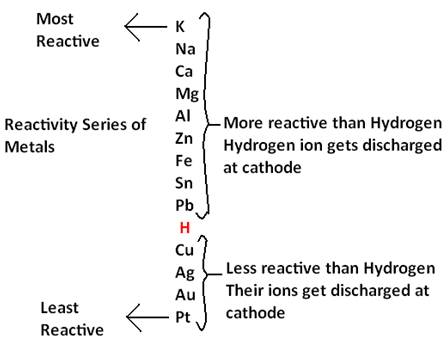 Most
Reactive
K
Na
Ca
Mg
Al
Zn
Fe
Sn
Pb
H
Cu
Ag
Au
Pt
Reactivity Series of
Metals
More reactive than Hydrogen
Hydrogen ion gets discharged
at cathode
Less reactive than Hydrogen
Their ions get discharged at
cathode
Least
Reactive